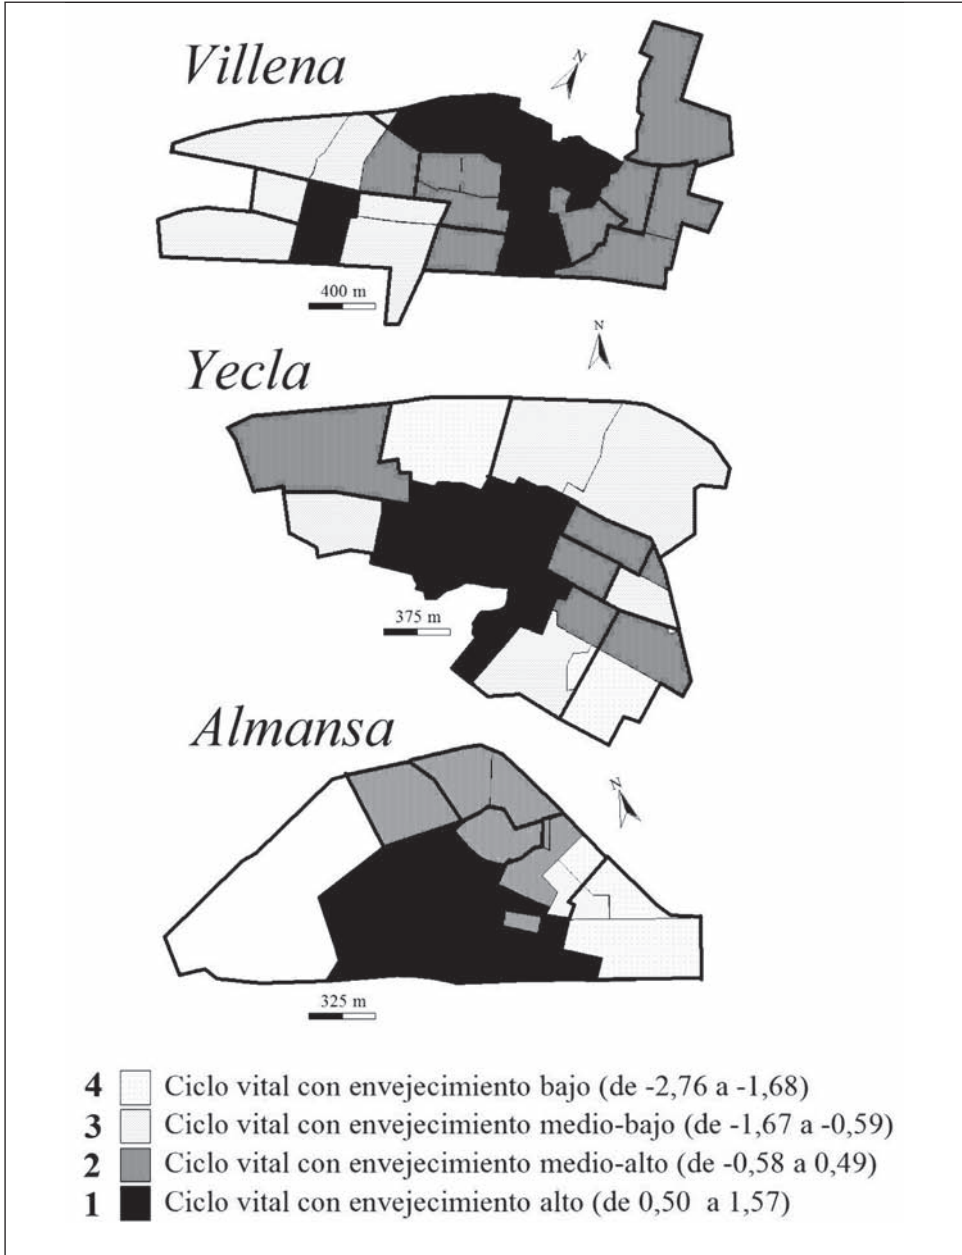 Villena
N
400 m
N
Yecla
375 m
Almansa
N
325 m
4 Ciclo vital con envejecimiento bajo (de -2,76 a -1,68)
3 Ciclo vital con envejecimiento medio-bajo (de -1,67 a -0,59)
2 Ciclo vital con envejecimiento medio-alto (de -0,58 a 0,49)
1 Ciclo vital con envejecimiento alto (de 0,50 a 1,57)